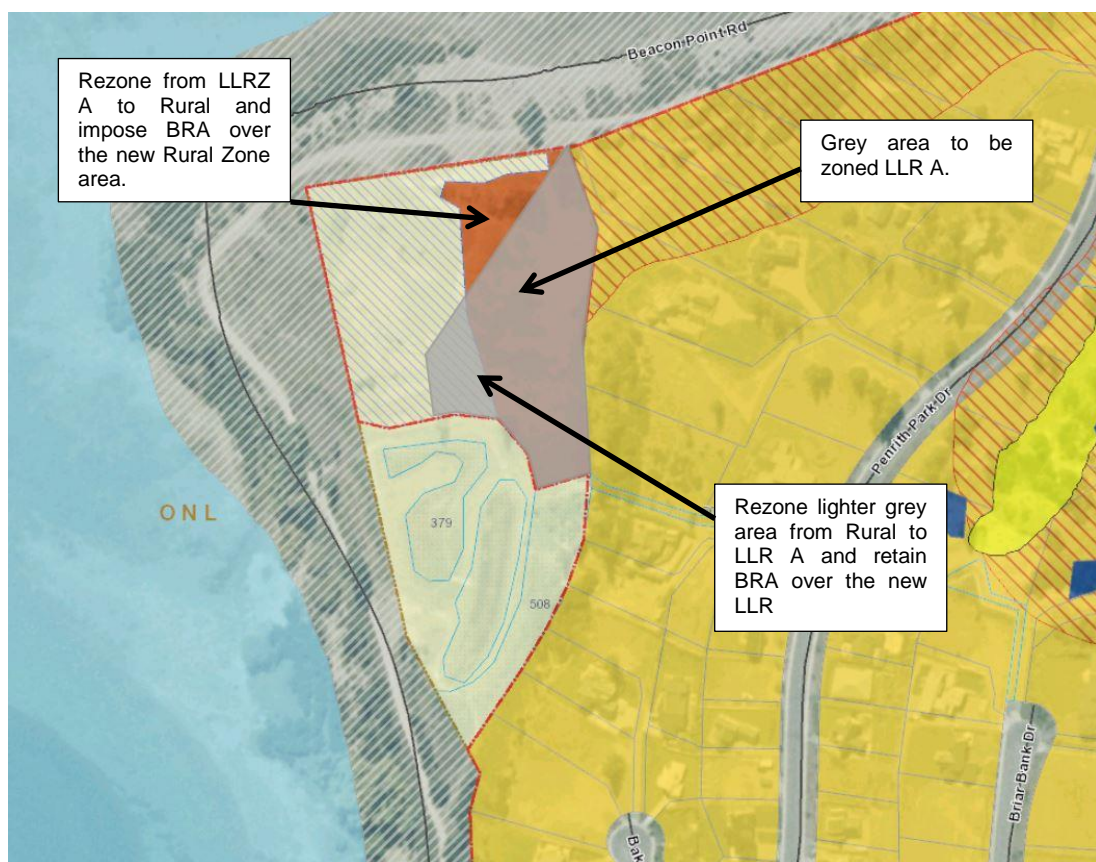 Beacon Point Rd
Rezone from LLRZ
A to Rural and
impose BRA over
the new Rural Zone
area.
Grey area to be
zoned LLR A.
Penrith Park Dr
ONL
379
508
Rezone lighter grey
area from Rural to
LLR A and retain
BRA over the new
LLR
Briar Bank Dr
Bak